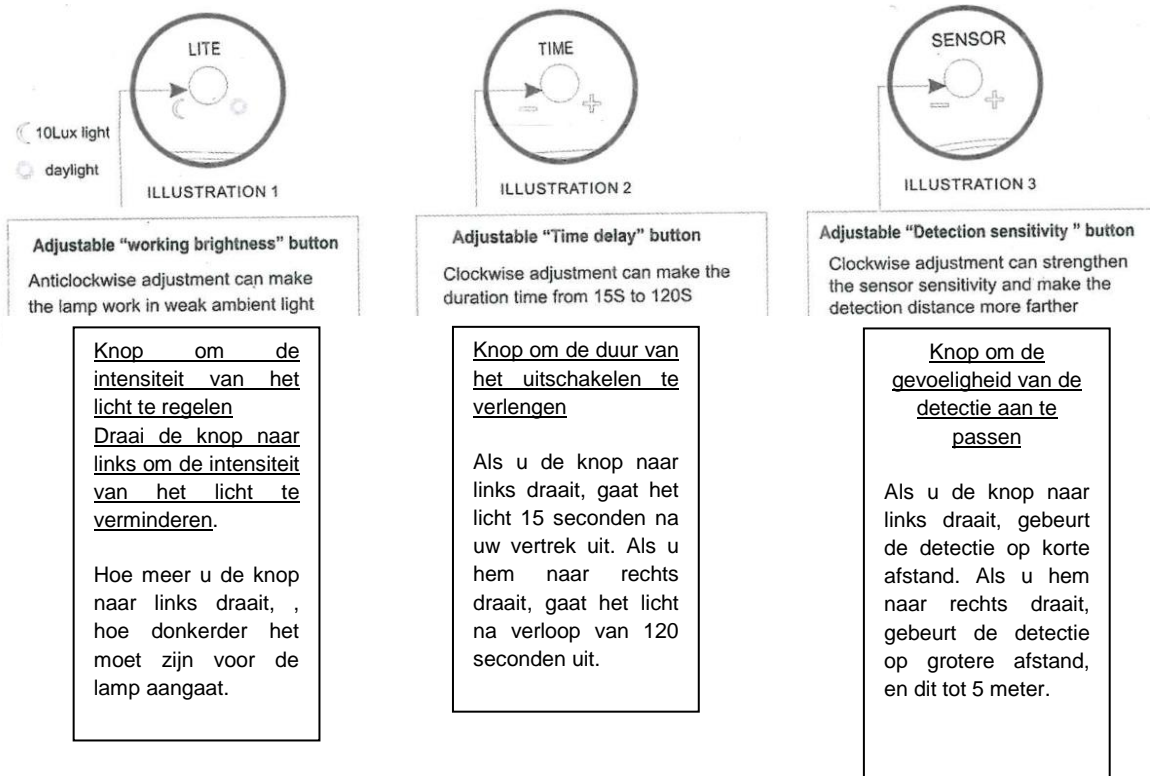 LITE
10Lux light
daylight
ILLUSTRATION 1
Adjustable “working brightness” button
Anticlockwise adjustment can make
the lamp work in weak ambient light
Knop om de
intensiteit van het
licht te regelen
Draai de knop naar
links om de intensiteit
van het licht te
verminderen.
Hoe meer u de knop
naar links draait, ,
hoe donkerder het
moet zijn voor de
lamp aangaat.
TIME
ILLUSTRATION 2
Adjustable “Time delay” button
Clockwise adjustment can make the
duration time from 15S to 120S
Knop om de duur van
het uitschakelen te
verlengen
Als u de knop naar
links draait, gaat het
licht 15 seconden na
uw vertrek uit. Als u
hem naar rechts
draait, gaat het licht
na verloop van 120
seconden uit.
SENSOR
ILLUSTRATION 3
Adjustable “Detection sensitivity ” button
Clockwise adjustment can strengthen
the sensor sensitivity and make the
detection distance more farther
Knop om de
gevoeligheid van de
detectie aan te
passen
Als u de knop naar
links draait, gebeurt
de detectie op korte
afstand. Als u hem
naar rechts draait,
gebeurt de detectie
op grotere afstand,
en dit tot 5 meter.